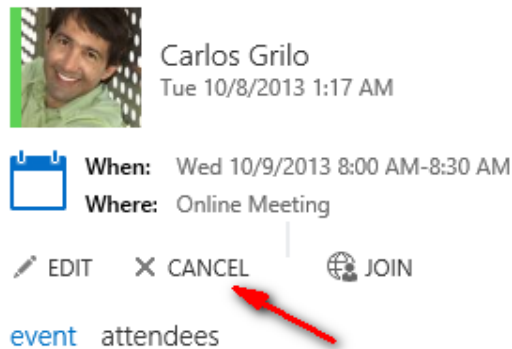 Carlos Grilo
Tue 10/8/2013 1:17 AM
When: Wed 10/9/2013 8:00 AM-8:30 AM
Where: Online Meeting
EDIT CANCEL JOIN
event attendees